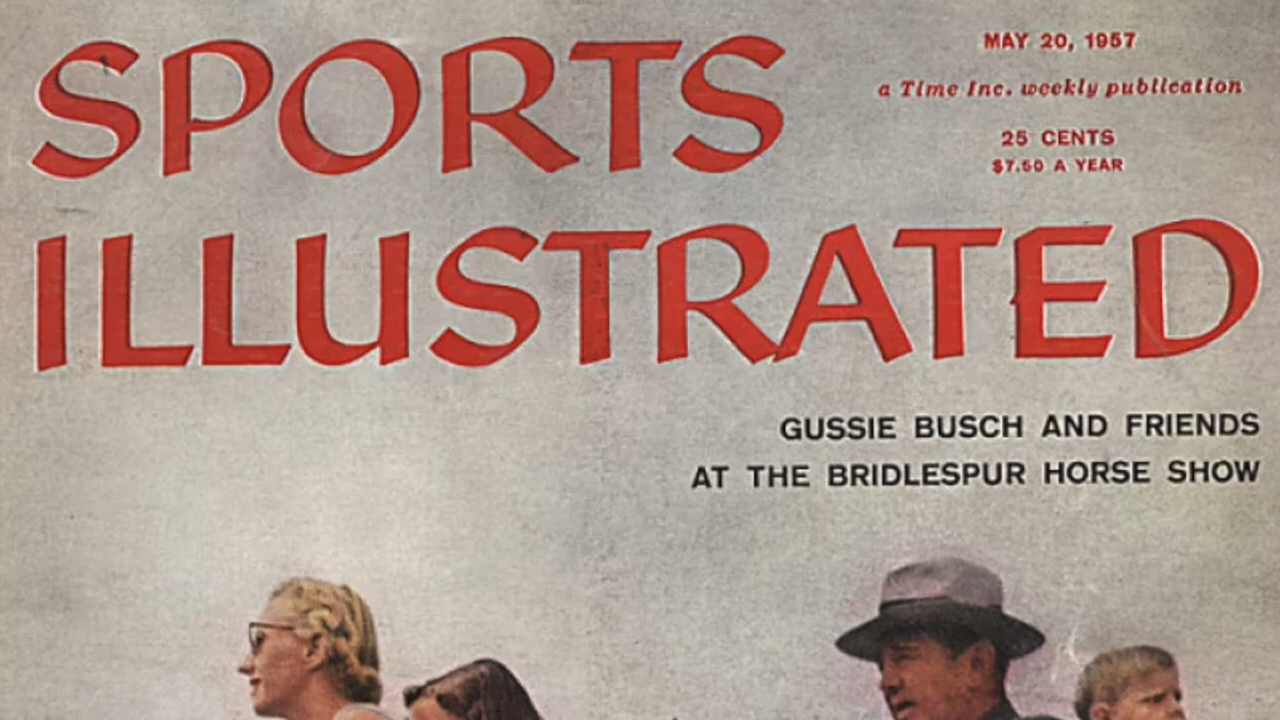 SPORTS
MAY 20, 1957
a Time Inc. weekly publication
25 CENTS
$7.50 A YEAR
ILLUSTRATED
GUSSIE BUSCH AND FRIENDS
AT THE BRIDLESPUR HORSE SHOW